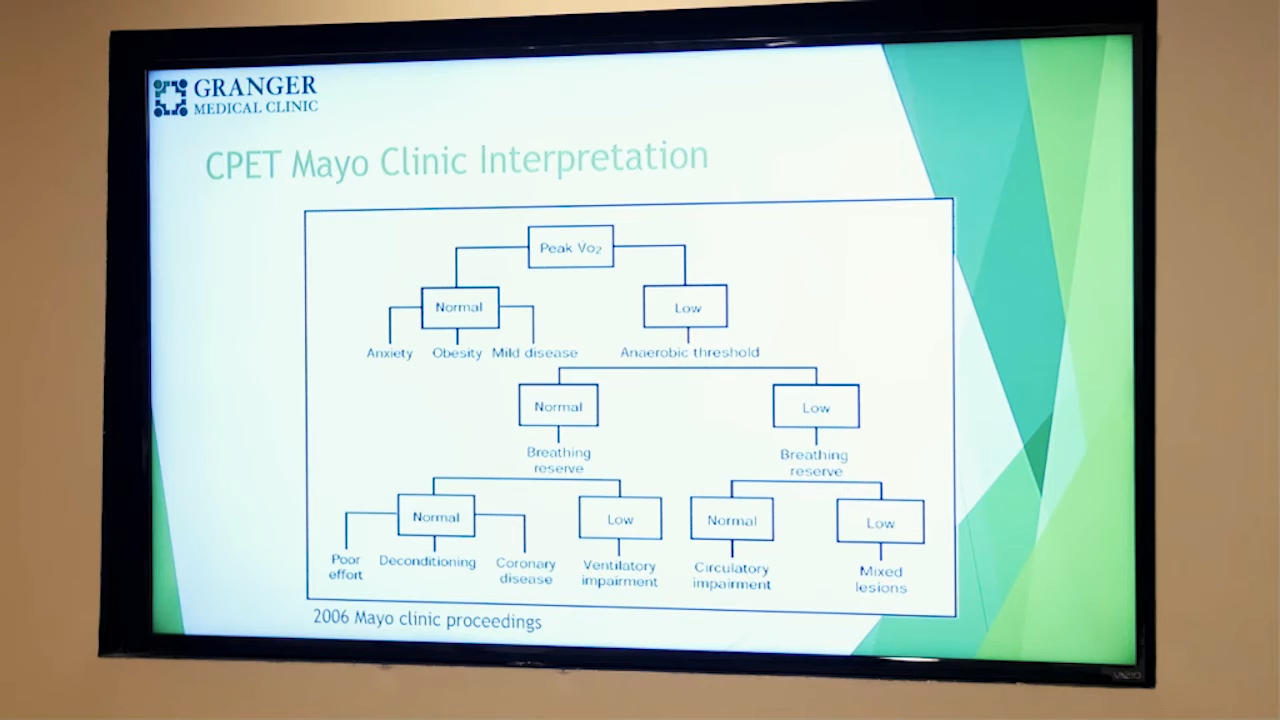 GRANGER
MEDICAL CLINIC
CPET Mayo Clinic Interpretation
Peak Vo₂
Normal
Low
Anxiety
Obesity
Mild disease
Anaerobic threshold
Normal
Low
Breathing
reserve
Breathing
reserve
Normal
Low
Normal
Low
Poor
effort
Deconditioning
Coronary
disease
Ventilatory
impairment
Circulatory
impairment
Mixed
lesions
2006 Mayo clinic proceedings
VIZIO